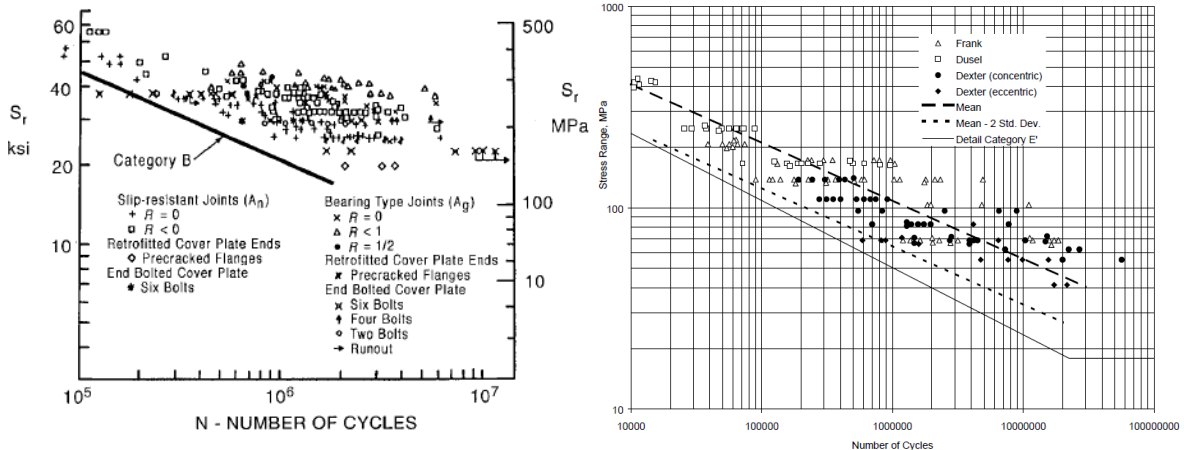 60
40
20
10
S_r
ksi
500
100
10
S_r
MPa
Category B
Slip-resistant Joints (A_n)
+ R = 0
□ R < 0
Retrofitted Cover Plate Ends
◇ Precracked Flanges
End Bolted Cover Plate
Six Bolts
Bearing Type Joints (A_g)
× R = 0
△ R < 1
● R = 1/2
Retrofitted Cover Plate Ends
Precracked Flanges
End Bolted Cover Plate
Six Bolts
Four Bolts
Two Bolts
→ Runout
10^5
10^6
10^7
N - NUMBER OF CYCLES
1000
100
10
Stress Range, MPa
△ Frank
□ Dusel
● Dexter (concentric)
◆ Dexter (eccentric)
Mean
Mean - 2 Std. Dev.
Detail Category E'
10000
100000
1000000
10000000
100000000
Number of Cycles